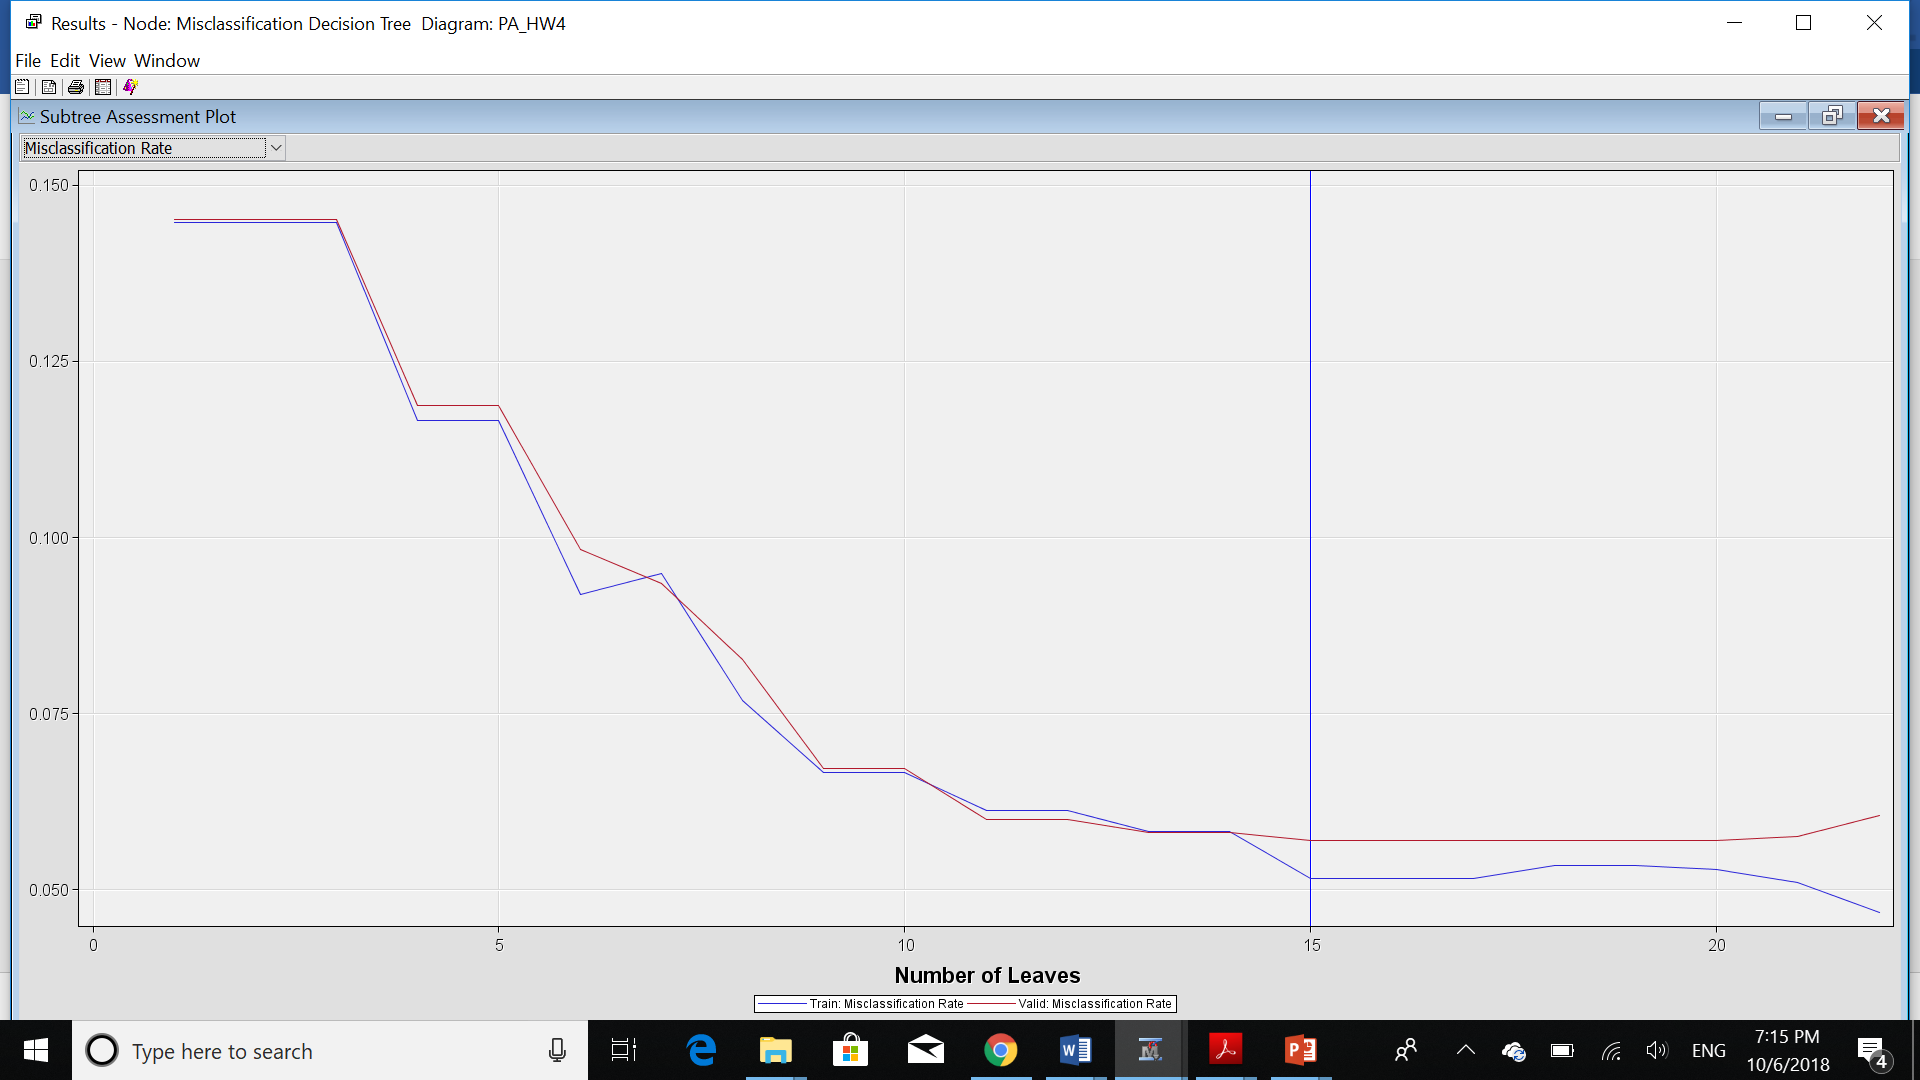 Results - Node: Misclassification Decision Tree  Diagram: PA_HW4
File Edit View Window
Subtree Assessment Plot
Misclassification Rate
0.150
0.125
0.100
0.075
0.050
0 5 10 15 20
Number of Leaves
Train: Misclassification Rate Valid: Misclassification Rate
Type here to search
ENG
7:15 PM
10/6/2018
4